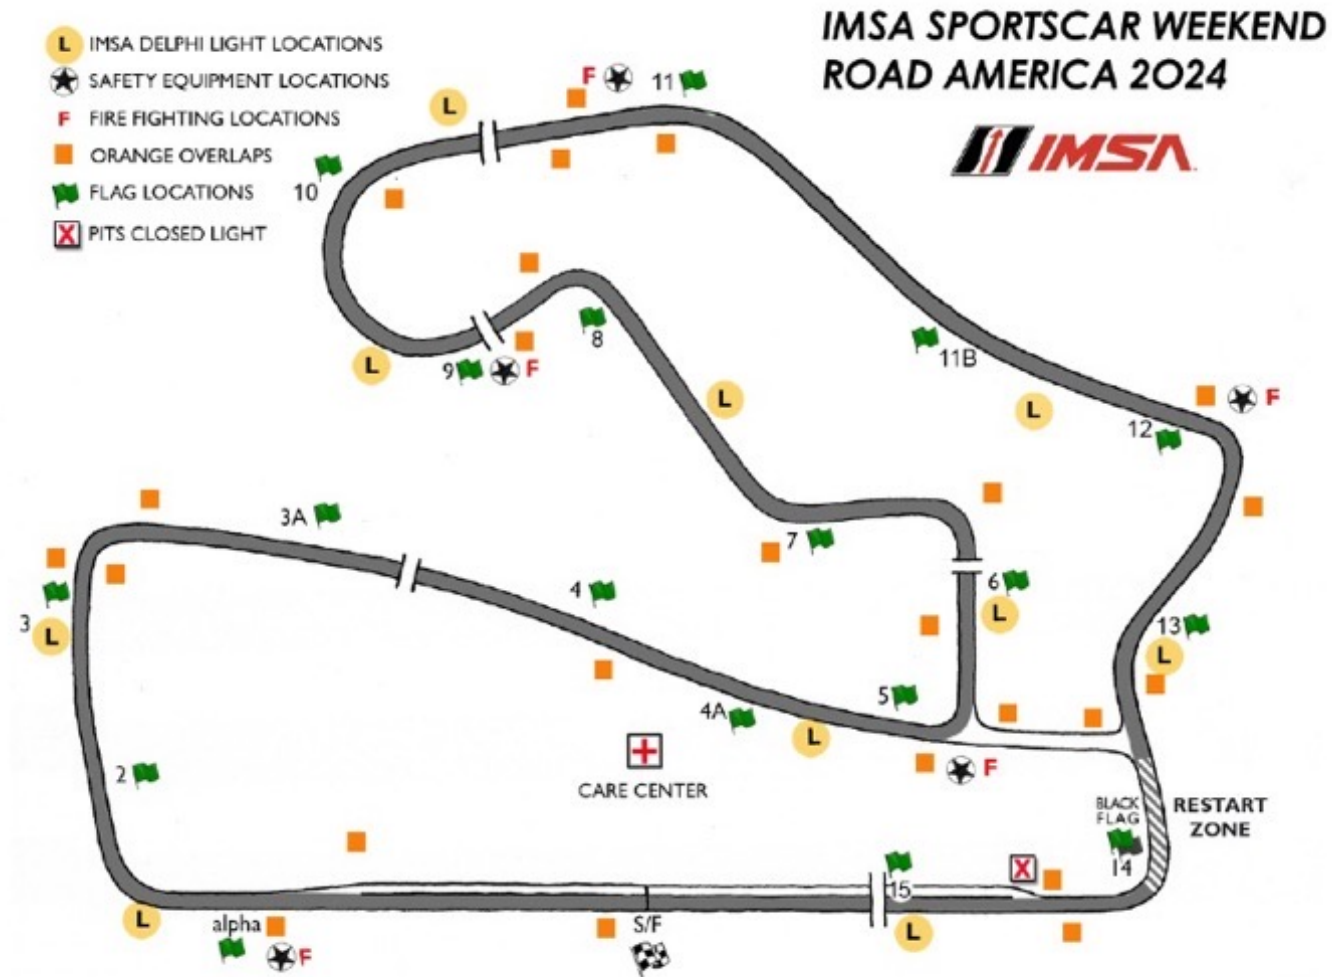 IMSA SPORTSCAR WEEKEND
ROAD AMERICA 2024
IMSA
L IMSA DELPHI LIGHT LOCATIONS
SAFETY EQUIPMENT LOCATIONS
F FIRE FIGHTING LOCATIONS
ORANGE OVERLAPS
FLAG LOCATIONS
X PITS CLOSED LIGHT
L
F
11
10
8
L
9
F
11B
L
L
12
F
3A
7
4
6
L
3
L
13
L
5
4A
L
F
2
CARE CENTER
BLACK
FLAG
14
RESTART
ZONE
X
15
L
alpha
F
S/F
L